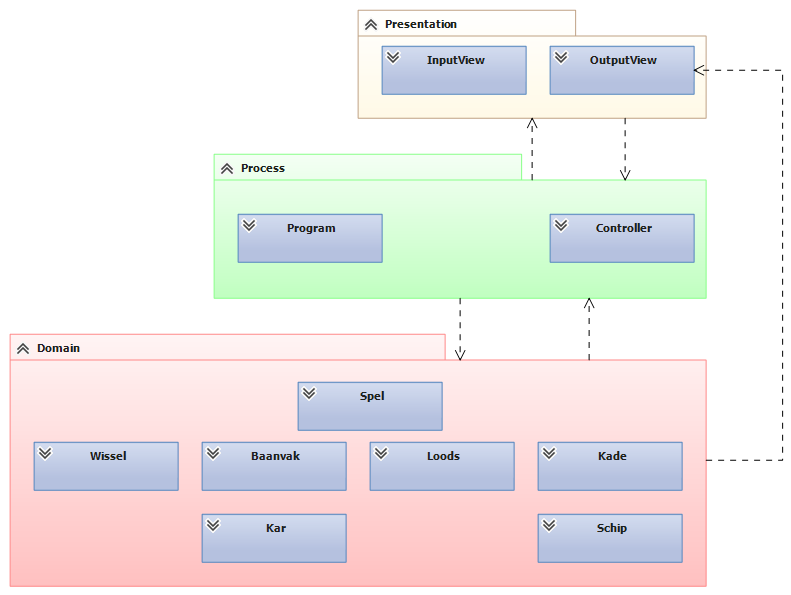 Presentation
InputView
OutputView
Process
Program
Controller
Domain
Spel
Wissel
Baanvak
Loods
Kade
Kar
Schip